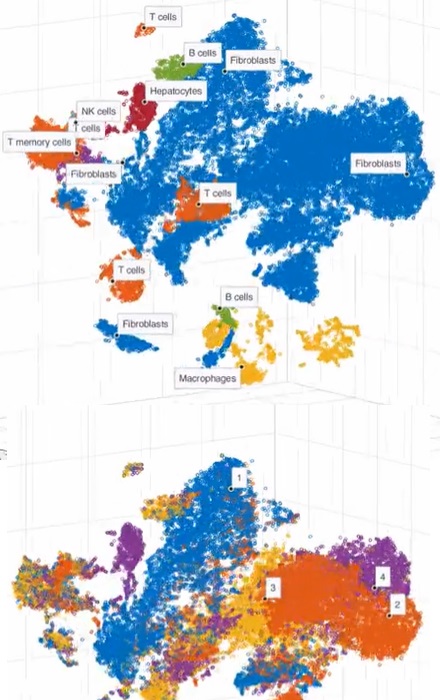 T cells
B cells
Fibroblasts
Hepatocytes
NK cells
T cells
T memory cells
Fibroblasts
Fibroblasts
T cells
T cells
B cells
Fibroblasts
Macrophages
1
4
3
2